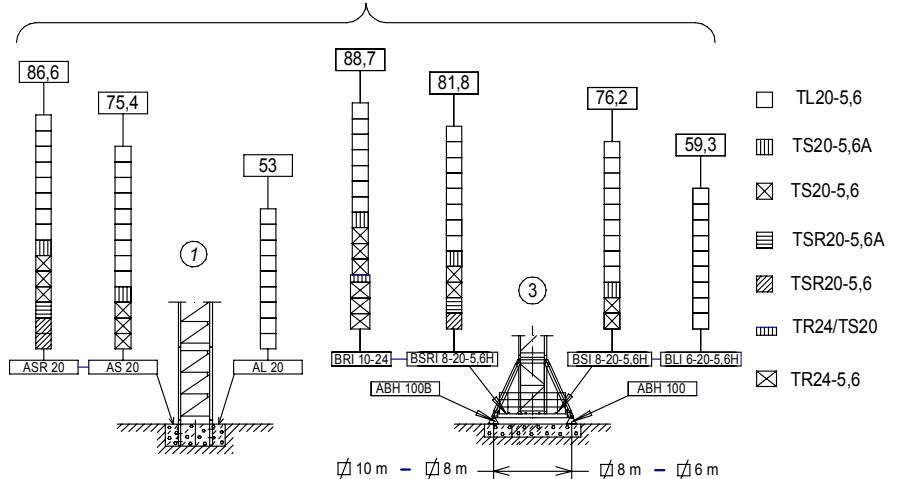 86,6
75,4
53
88,7
81,8
76,2
59,3
TL20-5,6
TS20-5,6A
TS20-5,6
TSR20-5,6A
TSR20-5,6
TR24/TS20
TR24-5,6
1
3
ASR 20
AS 20
AL 20
BRI 10-24
BSRI 8-20-5,6H
BSI 8-20-5,6H
BLI 6-20-5,6H
ABH 100B
ABH 100
10 m – 8 m
8 m – 6 m